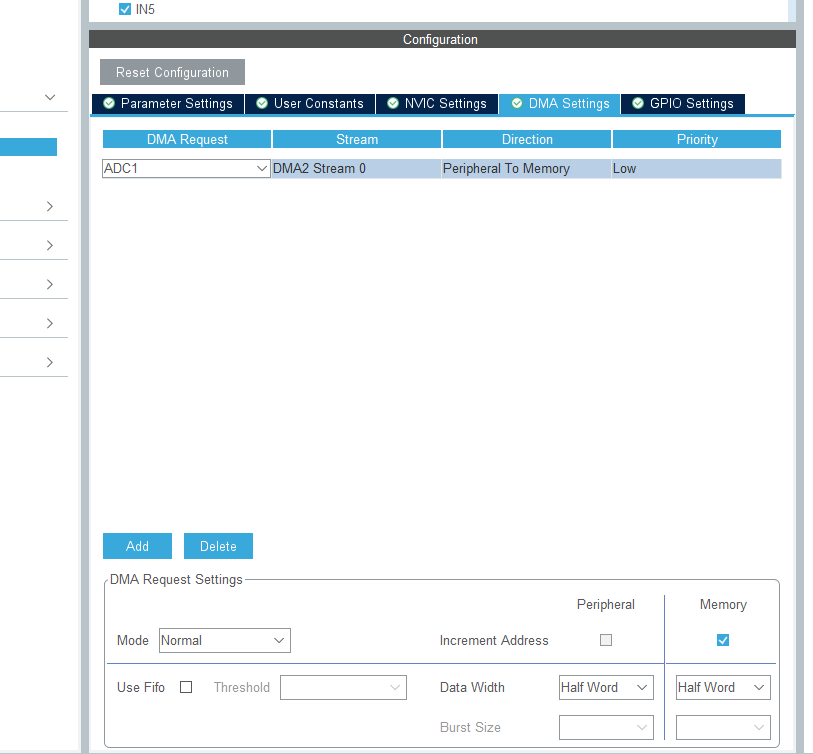 IN5
Configuration
Reset Configuration
Parameter Settings User Constants NVIC Settings DMA Settings GPIO Settings
DMA Request Stream Direction Priority
ADC1 DMA2 Stream 0 Peripheral To Memory Low
Add Delete
DMA Request Settings
Peripheral Memory
Mode Normal Increment Address
Use Fifo Threshold Data Width Half Word Half Word
Burst Size